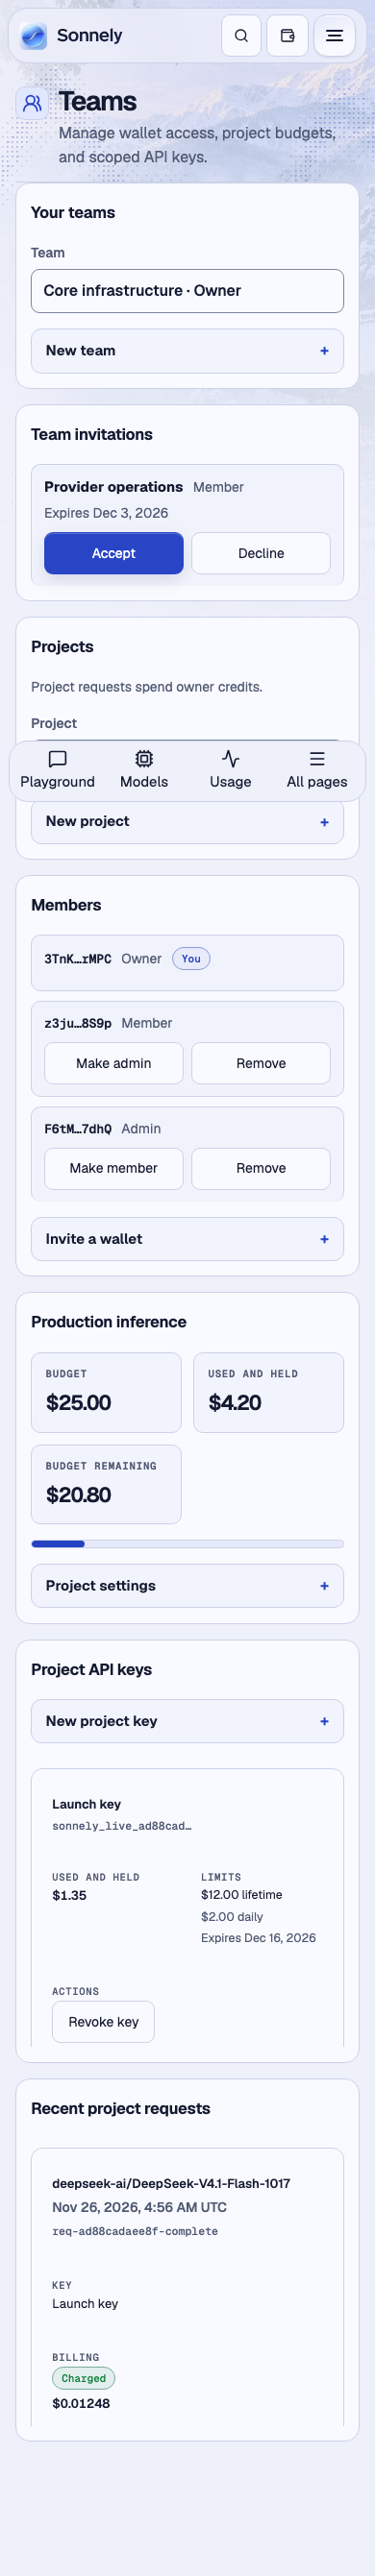 Sonnely
Teams
Manage wallet access, project budgets,
and scoped API keys.
Your teams
Team
Core infrastructure · Owner
New team +
Team invitations
Provider operations Member
Expires Dec 3, 2026
Accept Decline
Projects
Project requests spend owner credits.
Project
Playground Models Usage All pages
New project +
Members
3TnK…rMPC Owner You
z3ju…8S9p Member
Make admin Remove
F6tM…7dhQ Admin
Make member Remove
Invite a wallet +
Production inference
BUDGET
$25.00
USED AND HELD
$4.20
BUDGET REMAINING
$20.80
Project settings +
Project API keys
New project key +
Launch key
sonnely_live_ad88cad…
USED AND HELD
$1.35
LIMITS
$12.00 lifetime
$2.00 daily
Expires Dec 16, 2026
ACTIONS
Revoke key
Recent project requests
deepseek-ai/DeepSeek-V4.1-Flash-1017
Nov 26, 2026, 4:56 AM UTC
req-ad88cadaee8f-complete
KEY
Launch key
BILLING
Charged
$0.01248